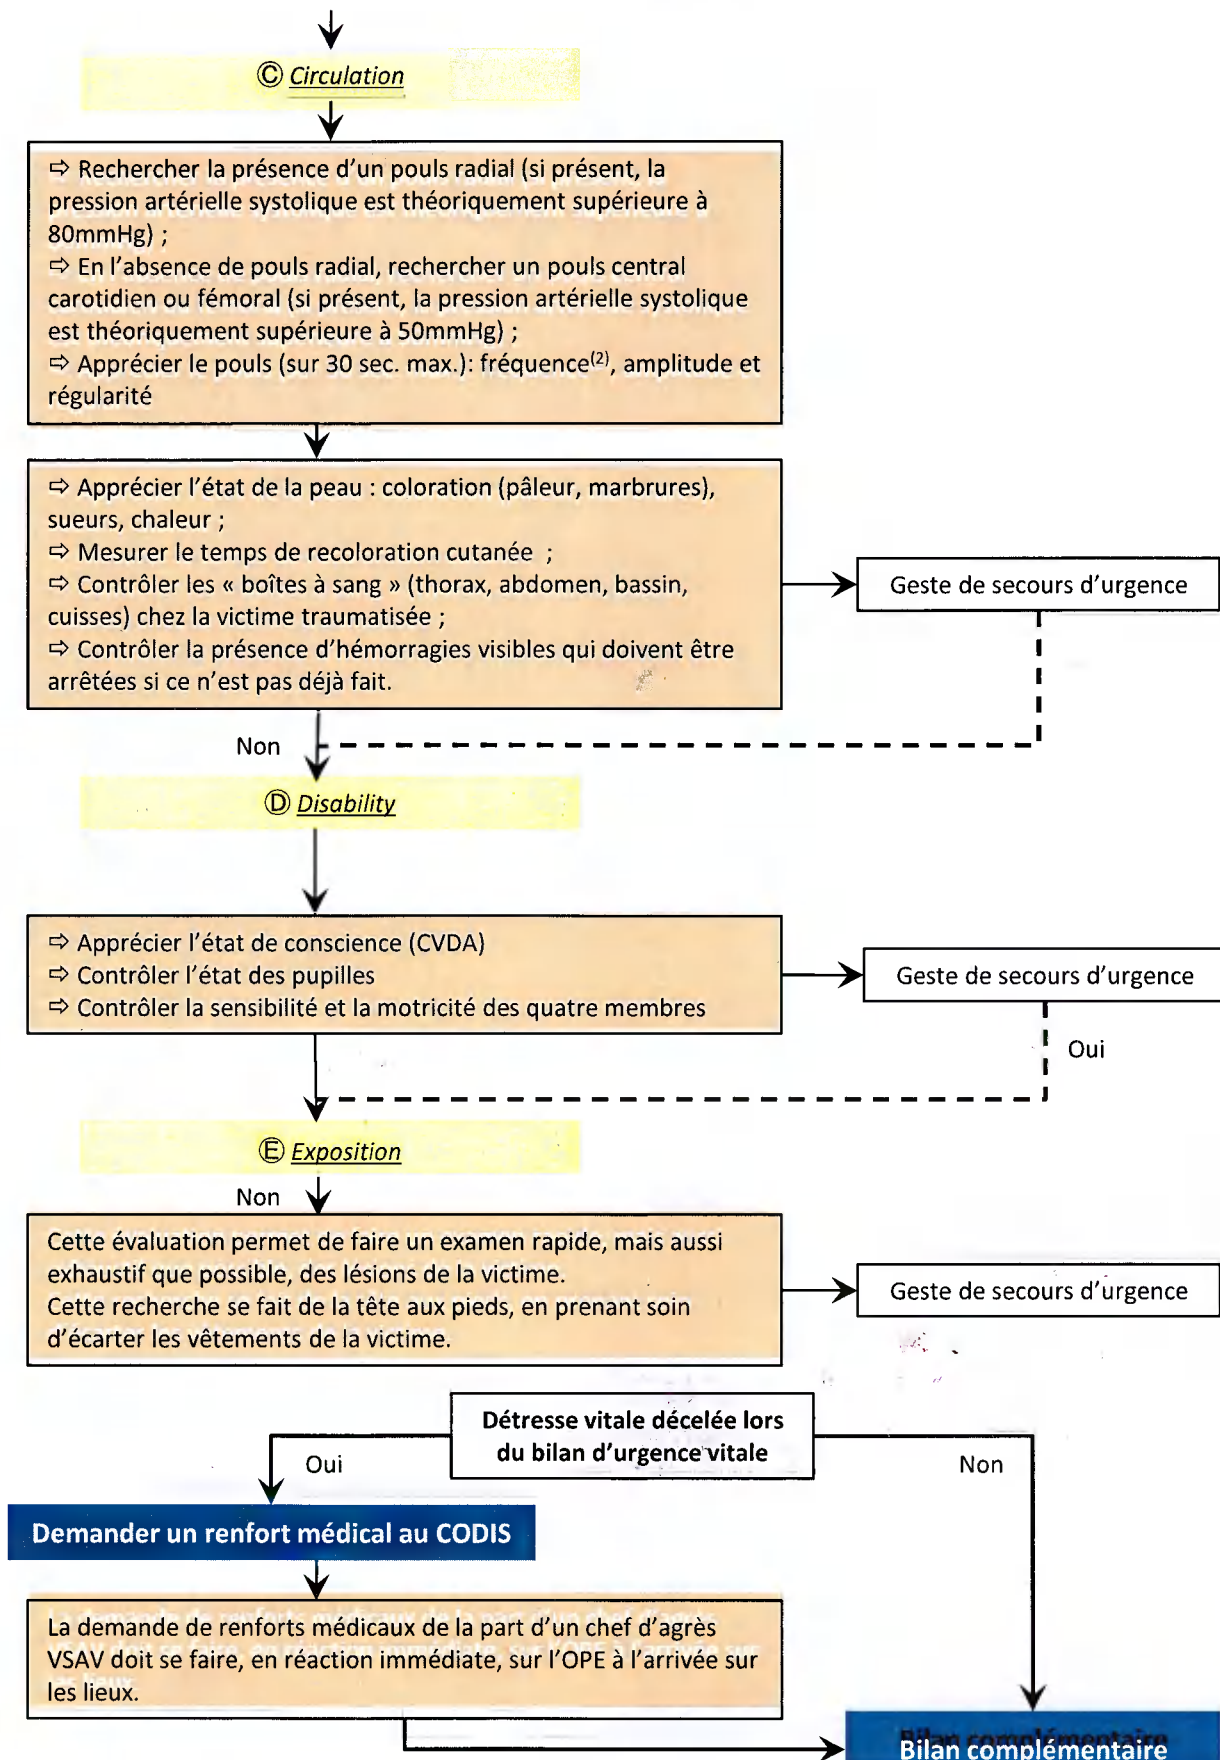 Ⓒ Circulation
⇨ Rechercher la présence d'un pouls radial (si présent, la
pression artérielle systolique est théoriquement supérieure à
80mmHg) ;
⇨ En l'absence de pouls radial, rechercher un pouls central
carotidien ou fémoral (si présent, la pression artérielle systolique
est théoriquement supérieure à 50mmHg) ;
⇨ Apprécier le pouls (sur 30 sec. max.): fréquence⁽²⁾, amplitude et
régularité
⇨ Apprécier l'état de la peau : coloration (pâleur, marbrures),
sueurs, chaleur ;
⇨ Mesurer le temps de recoloration cutanée ;
⇨ Contrôler les « boîtes à sang » (thorax, abdomen, bassin,
cuisses) chez la victime traumatisée ;
⇨ Contrôler la présence d'hémorragies visibles qui doivent être
arrêtées si ce n'est pas déjà fait.
Geste de secours d'urgence
Non
Ⓓ Disability
⇨ Apprécier l'état de conscience (CVDA)
⇨ Contrôler l'état des pupilles
⇨ Contrôler la sensibilité et la motricité des quatre membres
Geste de secours d'urgence
Oui
Ⓔ Exposition
Non
Cette évaluation permet de faire un examen rapide, mais aussi
exhaustif que possible, des lésions de la victime.
Cette recherche se fait de la tête aux pieds, en prenant soin
d'écarter les vêtements de la victime.
Geste de secours d'urgence
Détresse vitale décelée lors
du bilan d'urgence vitale
Oui
Non
Demander un renfort médical au CODIS
La demande de renforts médicaux de la part d'un chef d'agrès
VSAV doit se faire, en réaction immédiate, sur l'OPE à l'arrivée sur
les lieux.
Bilan complémentaire